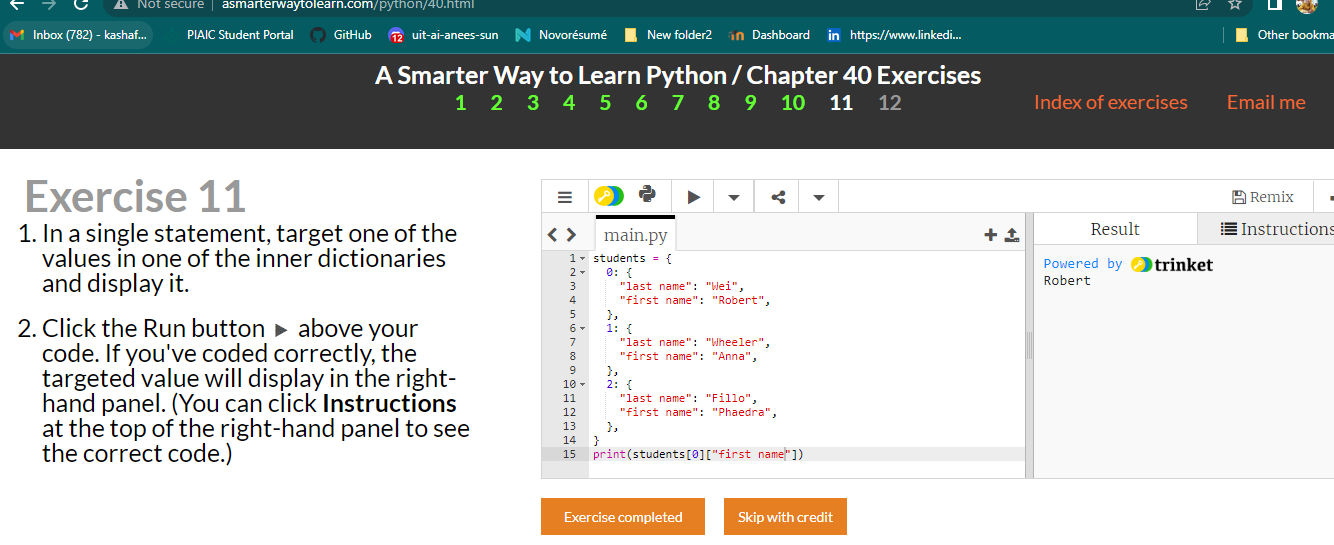 Not secure | asmarterwaytolearn.com/python/40.html
Inbox (782) - kashaf... PIAIC Student Portal GitHub 12 uit-ai-anees-sun Novorésumé New folder2 Dashboard in https://www.linkedi... Other bookma
A Smarter Way to Learn Python / Chapter 40 Exercises
1 2 3 4 5 6 7 8 9 10 11 12 Index of exercises Email me
Exercise 11
1. In a single statement, target one of the
values in one of the inner dictionaries
and display it.
2. Click the Run button ▶ above your
code. If you've coded correctly, the
targeted value will display in the right-
hand panel. (You can click Instructions
at the top of the right-hand panel to see
the correct code.)
Remix
main.py
1 students = {
2 0: {
3 "last name": "Wei",
4 "first name": "Robert",
5 },
6 1: {
7 "last name": "Wheeler",
8 "first name": "Anna",
9 },
10 2: {
11 "last name": "Fillo",
12 "first name": "Phaedra",
13 },
14 }
15 print(students[0]["first name"])
Result Instructions
Powered by trinket
Robert
Exercise completed Skip with credit